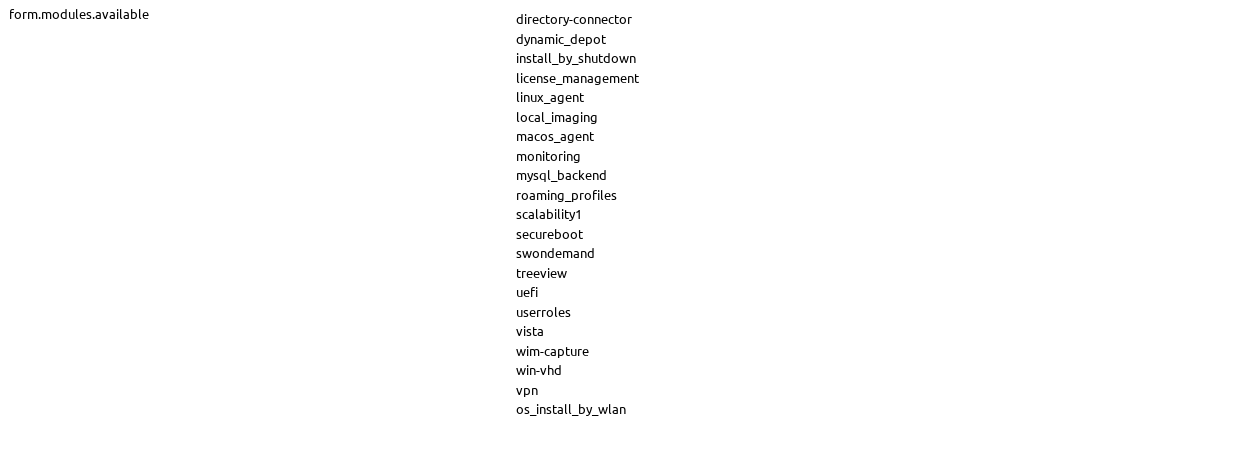 form.modules.available
directory-connector
dynamic_depot
install_by_shutdown
license_management
linux_agent
local_imaging
macos_agent
monitoring
mysql_backend
roaming_profiles
scalability1
secureboot
swondemand
treeview
uefi
userroles
vista
wim-capture
win-vhd
vpn
os_install_by_wlan